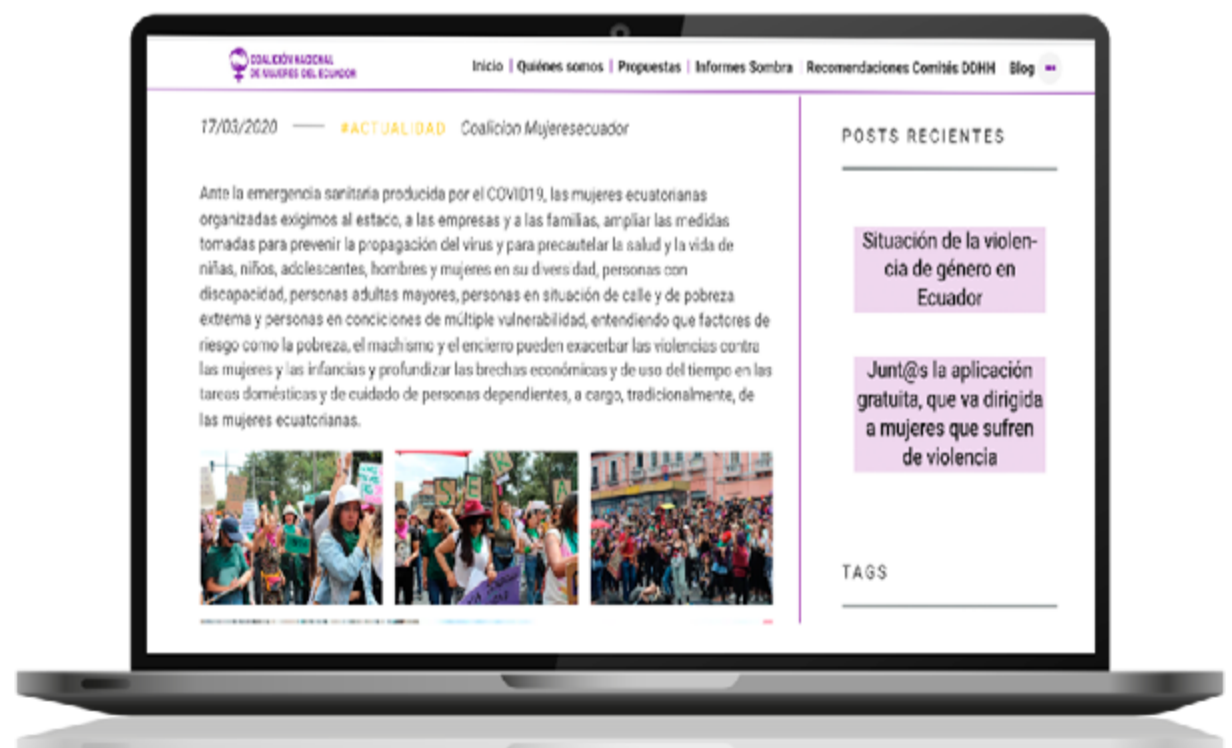 COALICIÓN NACIONAL
DE MUJERES DEL ECUADOR
Inicio | Quiénes somos | Propuestas | Informes Sombra | Recomendaciones Comités DDHH Blog
17/03/2020 — #ACTUALIDAD Coalicion Mujeresecuador
Ante la emergencia sanitaria producida por el COVID19, las mujeres ecuatorianas
organizadas exigimos al estado, a las empresas y a las familias, ampliar las medidas
tomadas para prevenir la propagación del virus y para precautelar la salud y la vida de
niñas, niños, adolescentes, hombres y mujeres en su diversidad, personas con
discapacidad, personas adultas mayores, personas en situación de calle y de pobreza
extrema y personas en condiciones de múltiple vulnerabilidad, entendiendo que factores de
riesgo como la pobreza, el machismo y el encierro pueden exacerbar las violencias contra
las mujeres y las infancias y profundizar las brechas económicas y de uso del tiempo en las
tareas domésticas y de cuidado de personas dependientes, a cargo, tradicionalmente, de
las mujeres ecuatorianas.
POSTS RECIENTES
Situación de la violen-
cia de género en
Ecuador
Junt@s la aplicación
gratuita, que va dirigida
a mujeres que sufren
de violencia
TAGS